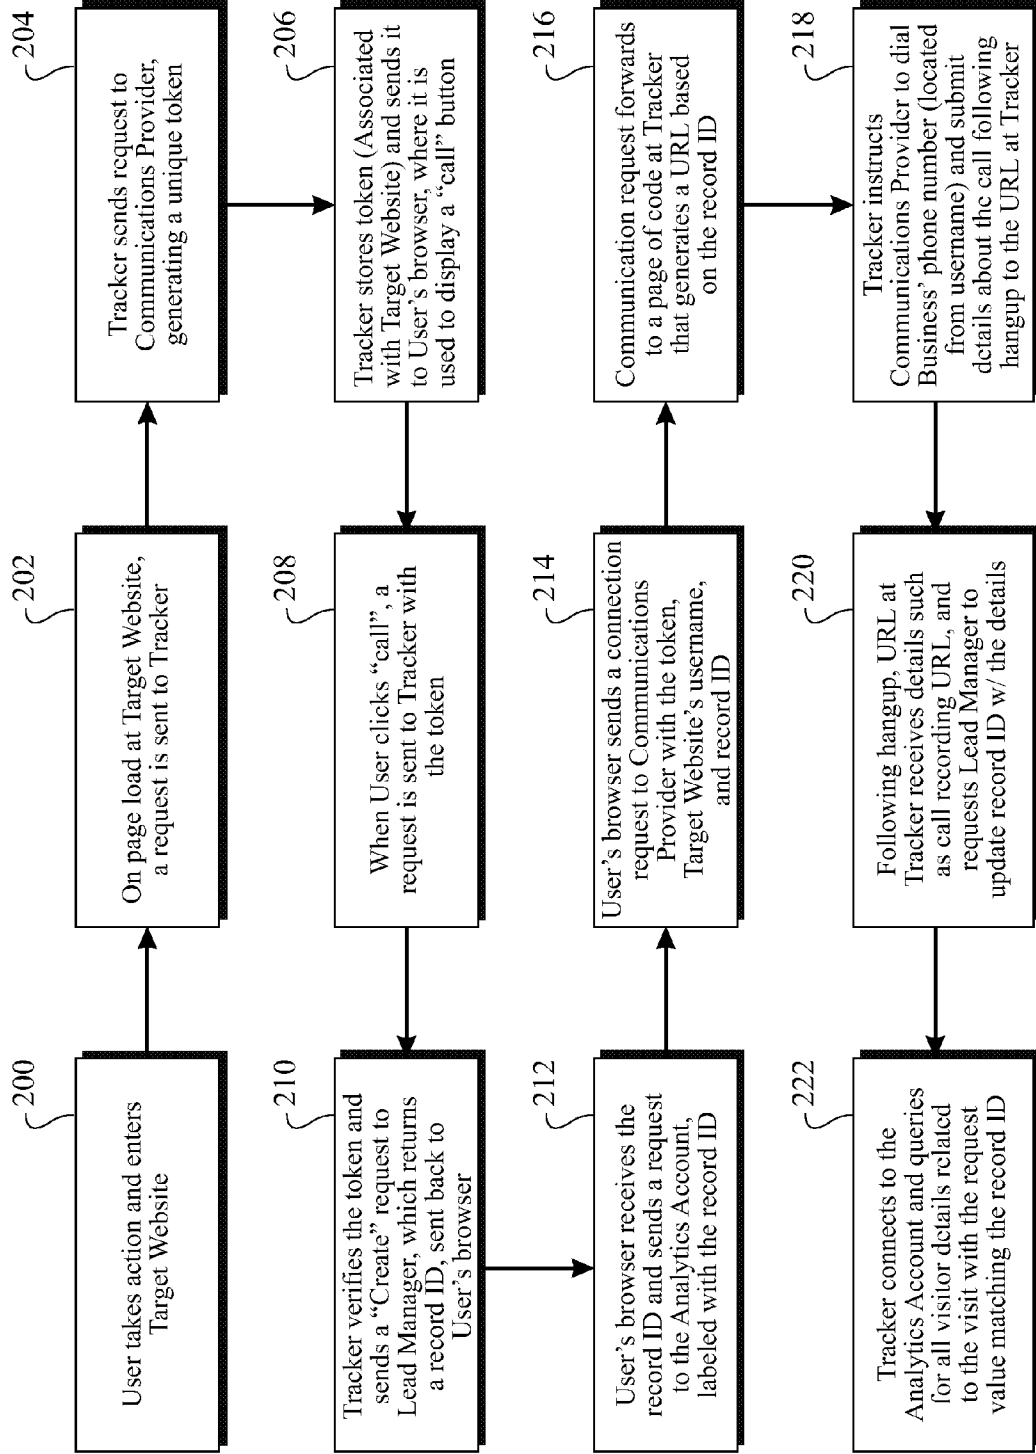 200
User takes action and enters
Target Website
202
On page load at Target Website,
a request is sent to Tracker
204
Tracker sends request to
Communications Provider,
generating a unique token
206
Tracker stores token (Associated
with Target Website) and sends it
to User’s browser, where it is
used to display a “call” button
208
When User clicks “call”, a
request is sent to Tracker with
the token
210
Tracker verifies the token and
sends a “Create” request to
Lead Manager, which returns
a record ID, sent back to
User’s browser
212
User’s browser receives the
record ID and sends a request
to the Analytics Account,
labeled with the record ID
214
User’s browser sends a connection
request to Communications
Provider with the token,
Target Website’s username,
and record ID
216
Communication request forwards
to a page of code at Tracker
that generates a URL based
on the record ID
218
Tracker instructs
Communications Provider to dial
Business’ phone number (located
from username) and submit
details about the call following
hangup to the URL at Tracker
220
Following hangup, URL at
Tracker receives details such
as call recording URL, and
requests Lead Manager to
update record ID w/ the details
222
Tracker connects to the
Analytics Account and queries
for all visitor details related
to the visit with the request
value matching the record ID